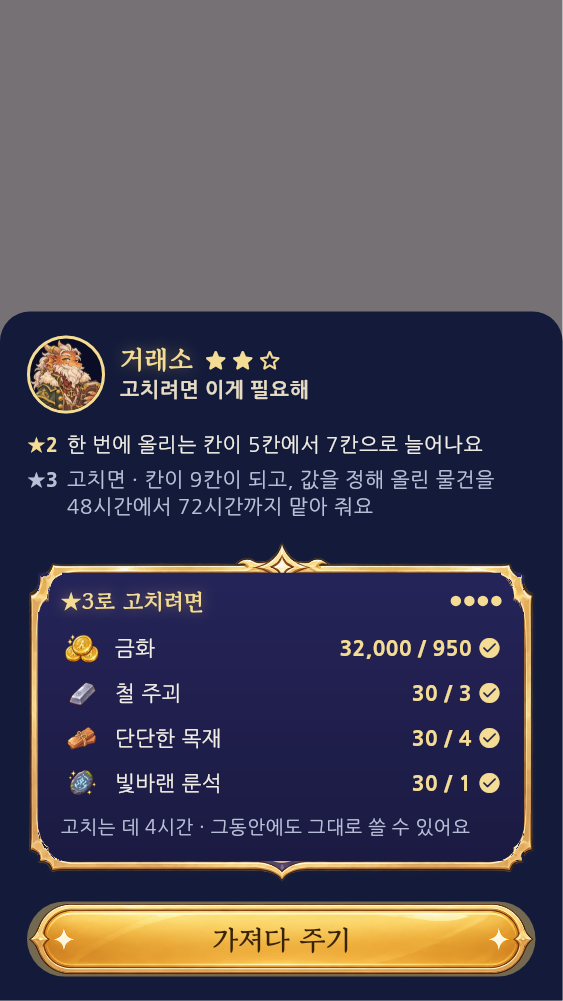 거래소 ★★☆
고치려면 이게 필요해
★2 한 번에 올리는 칸이 5칸에서 7칸으로 늘어나요
★3 고치면 · 칸이 9칸이 되고, 값을 정해 올린 물건을
48시간에서 72시간까지 맡아 줘요
★3로 고치려면
금화 32,000 / 950
철 주괴 30 / 3
단단한 목재 30 / 4
빛바랜 룬석 30 / 1
고치는 데 4시간 · 그동안에도 그대로 쓸 수 있어요
가져다 주기